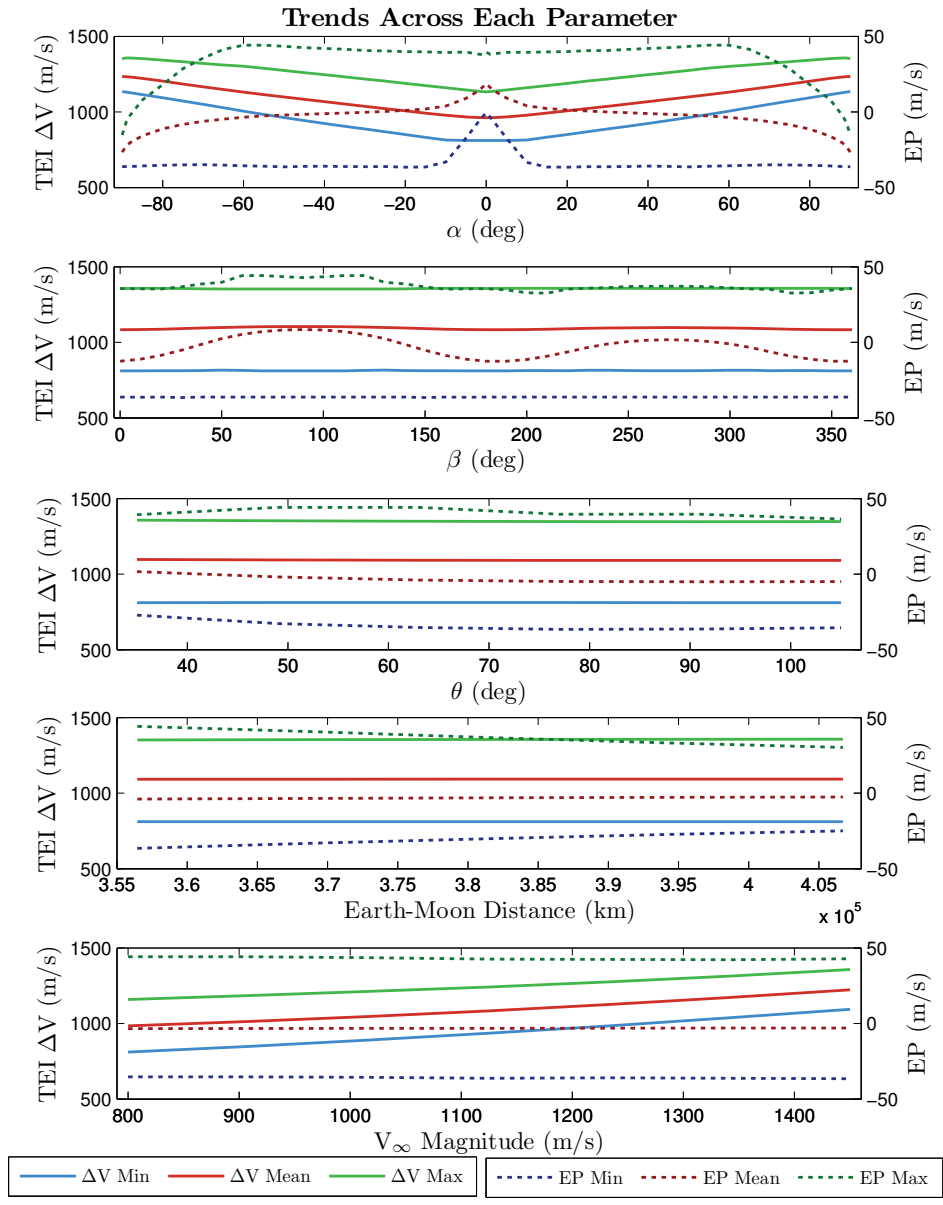 Trends Across Each Parameter
1500 50
TEI ΔV (m/s) 1000 0 EP (m/s)
500 −50
−80 −60 −40 −20 0 20 40 60 80
α (deg)
1500 50
TEI ΔV (m/s) 1000 0 EP (m/s)
500 −50
0 50 100 150 200 250 300 350
β (deg)
1500 50
TEI ΔV (m/s) 1000 0 EP (m/s)
500 −50
40 50 60 70 80 90 100
θ (deg)
1500 50
TEI ΔV (m/s) 1000 0 EP (m/s)
500 −50
3.55 3.6 3.65 3.7 3.75 3.8 3.85 3.9 3.95 4 4.05
Earth-Moon Distance (km) x 10⁵
1500 50
TEI ΔV (m/s) 1000 0 EP (m/s)
500 −50
800 900 1000 1100 1200 1300 1400
V∞ Magnitude (m/s)
ΔV Min ΔV Mean ΔV Max EP Min EP Mean EP Max